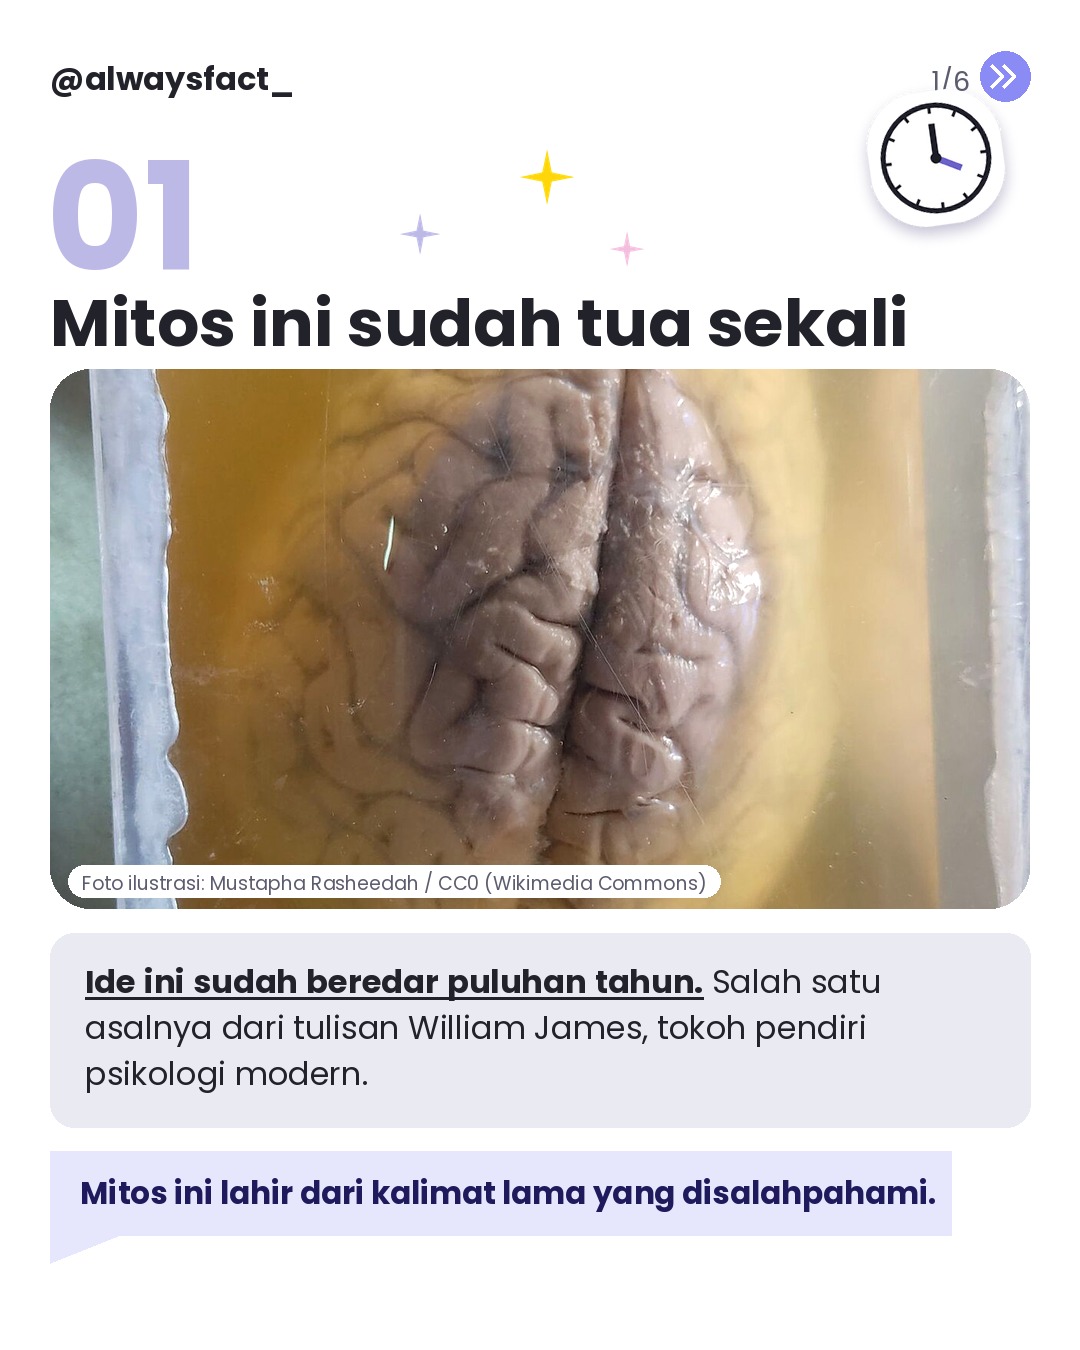 @alwaysfact_
1/6
01
Mitos ini sudah tua sekali
Foto ilustrasi: Mustapha Rasheedah / CC0 (Wikimedia Commons)
Ide ini sudah beredar puluhan tahun. Salah satu
asalnya dari tulisan William James, tokoh pendiri
psikologi modern.
Mitos ini lahir dari kalimat lama yang disalahpahami.